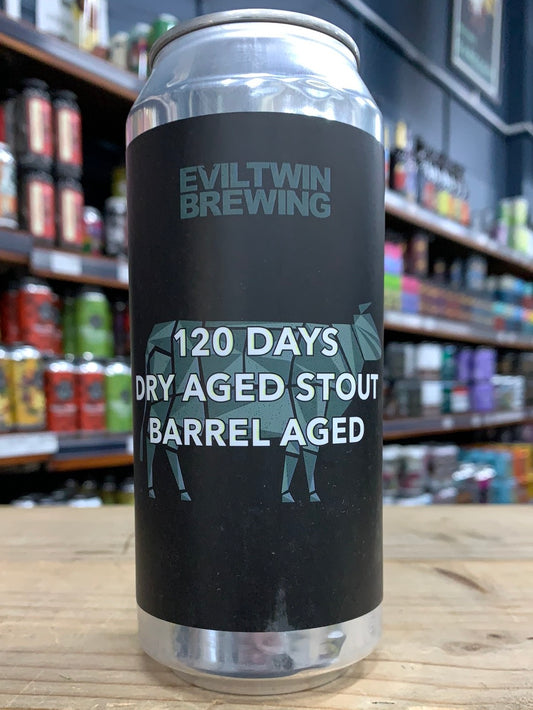 EVILTWIN
BREWING
120 DAYS
DRY AGED STOUT
BARREL AGED